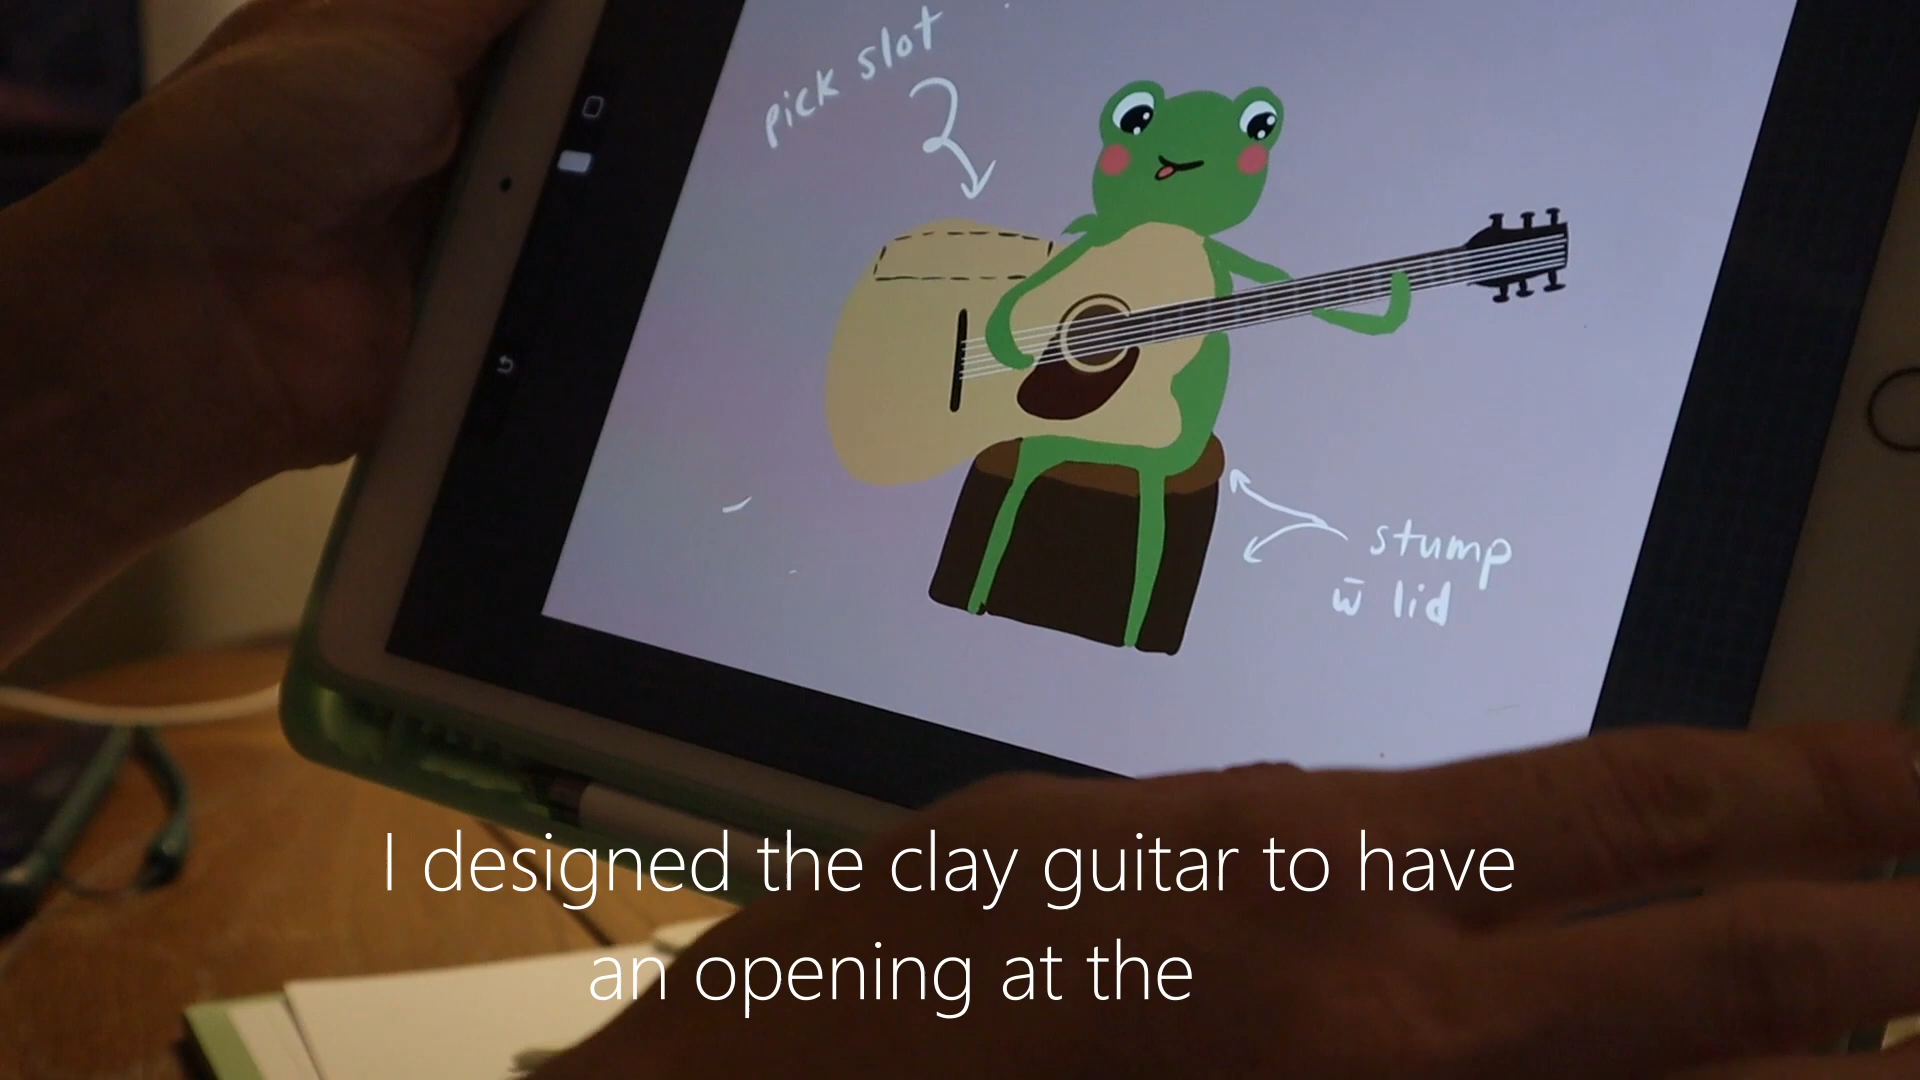 pick slot
stump
w̄ lid
I designed the clay guitar to have
an opening at the